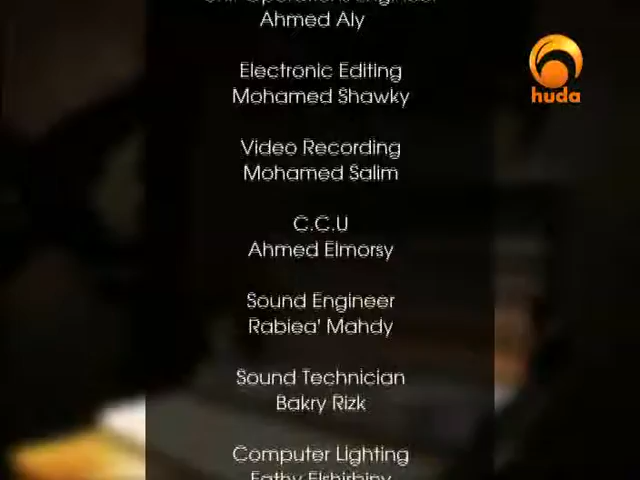 Ahmed Aly
Electronic Editing
Mohamed Shawky
huda
Video Recording
Mohamed Salim
C.C.U
Ahmed Elmorsy
Sound Engineer
Rabiea' Mahdy
Sound Technician
Bakry Rizk
Computer Lighting